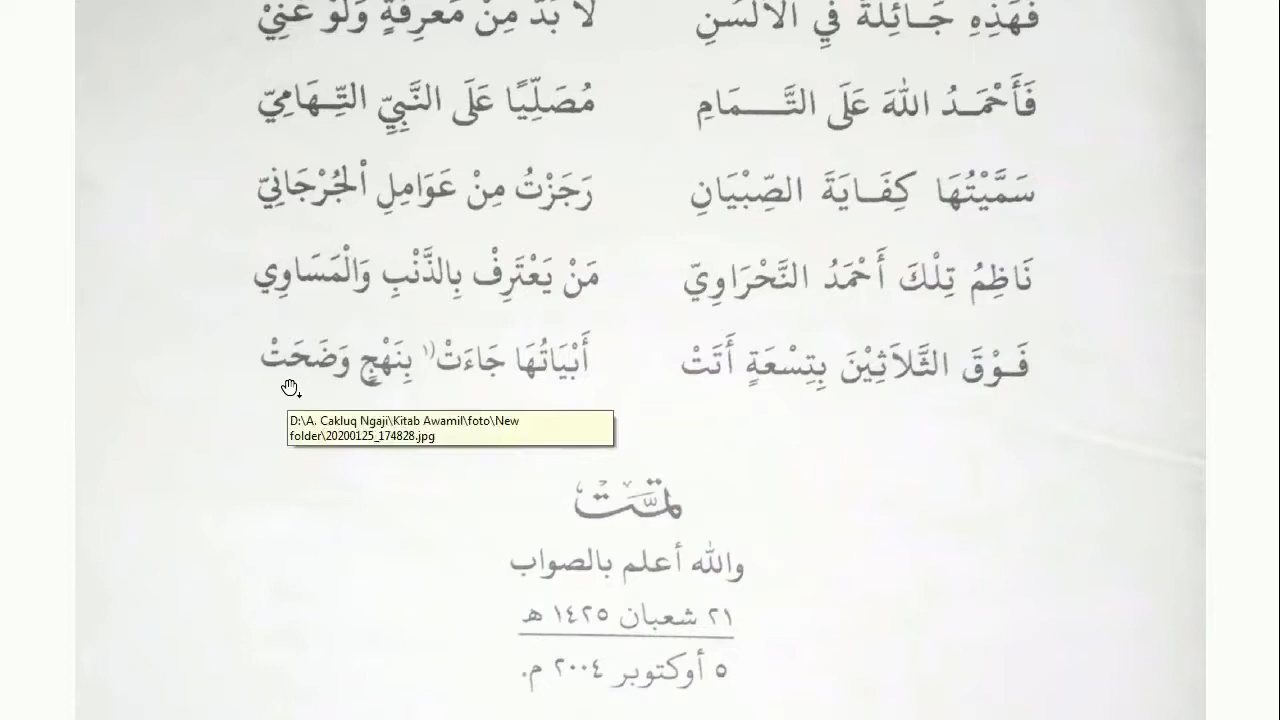 فَهَذِهِ جَائِلَةٌ فِي الْأَلْسُنِ لَا بُدَّ مِنْ مَعْرِفَةٍ وَلَوْ عَنِيْ
فَأَحْمَدُ اللهَ عَلَى التَّمَامِ مُصَلِّيًا عَلَى النَّبِيِّ التِّهَامِيّ
سَمَّيْتُهَا كِفَايَةَ الصِّبْيَانِ رَجَزْتُ مِنْ عَوَامِلِ الْجُرْجَانِيّ
نَاظِمُ تِلْكَ أَحْمَدُ النَّحْرَاوِيّ مَنْ يَعْتَرِفْ بِالذَّنْبِ وَالْمَسَاوِي
فَوْقَ الثَّلَاثِيْنَ بِتِسْعَةٍ أَتَتْ أَبْيَاتُهَا جَاءَتْ (١ بِنَهْجٍ وَضَحَتْ
D:\A. Cakluq Ngaji\Kitab Awamil\foto\New
folder\20200125_174828.jpg
تمت
والله أعلم بالصواب
٢١ شعبان ١٤٢٥ هـ
٥ أوكتوبر ٢٠٠٤ م.